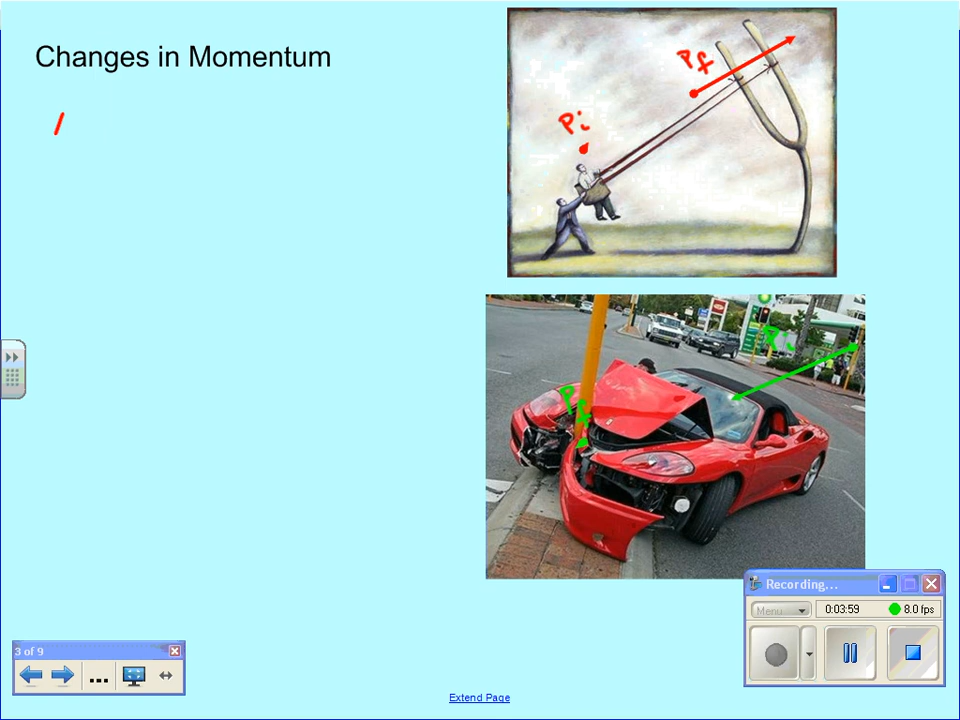 Changes in Momentum
/
Pi
Pf
Pi
Pf
Recording...
Menu
0:03:59
8.0 fps
3 of 9
...
Extend Page